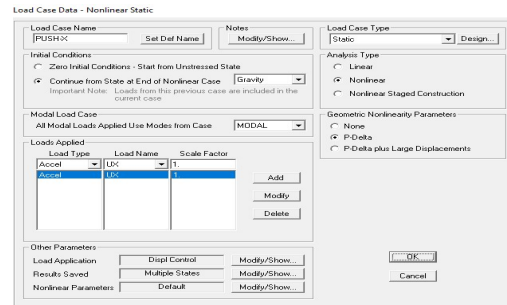 Load Case Data - Nonlinear Static
Load Case Name
PUSH-X
Set Def Name
Notes
Modify/Show...
Load Case Type
Static
Design...
Initial Conditions
Zero Initial Conditions - Start from Unstressed State
Continue from State at End of Nonlinear Case
Gravity
Important Note: Loads from this previous case are included in the
current case
Analysis Type
Linear
Nonlinear
Nonlinear Staged Construction
Modal Load Case
All Modal Loads Applied Use Modes from Case
MODAL
Geometric Nonlinearity Parameters
None
P-Delta
P-Delta plus Large Displacements
Loads Applied
Load Type Load Name Scale Factor
Accel UX 1.
Accel UX 1.
Add
Modify
Delete
Other Parameters
Load Application Displ Control Modify/Show...
Results Saved Multiple States Modify/Show...
Nonlinear Parameters Default Modify/Show...
OK
Cancel